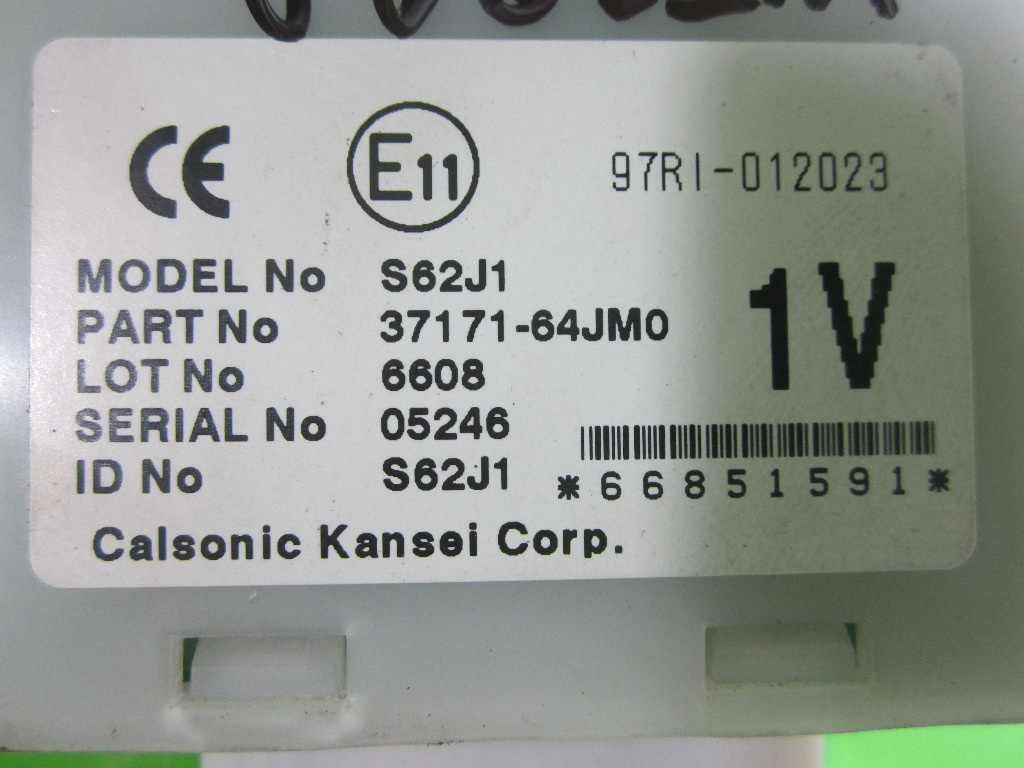 CE E11 97RI-012023
MODEL No S62J1
PART No 37171-64JM0
LOT No 6608
SERIAL No 05246
ID No S62J1
1V
*66851591*
Calsonic Kansei Corp.